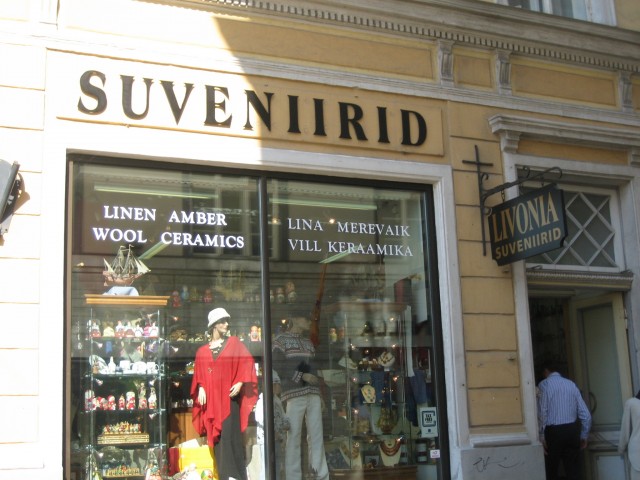 SUVENIIRID
LINEN AMBER
WOOL CERAMICS
LINA MEREVAIK
VILL KERAAMIKA
LIVONIA
SUVENIIRID